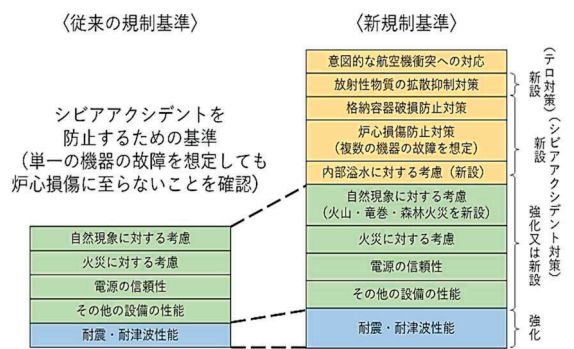 〈従来の規制基準〉
シビアアクシデントを
防止するための基準
(単一の機器の故障を想定しても
炉心損傷に至らないことを確認)
自然現象に対する考慮
火災に対する考慮
電源の信頼性
その他の設備の性能
耐震・耐津波性能
〈新規制基準〉
意図的な航空機衝突への対応
放射性物質の拡散抑制対策
格納容器破損防止対策
炉心損傷防止対策
(複数の機器の故障を想定)
内部溢水に対する考慮(新設)
自然現象に対する考慮
(火山・竜巻・森林火災を新設)
火災に対する考慮
電源の信頼性
その他の設備の性能
耐震・耐津波性能
新設
(テロ対策)
新設
(シビアアクシデント対策)
強化又は新設
強化